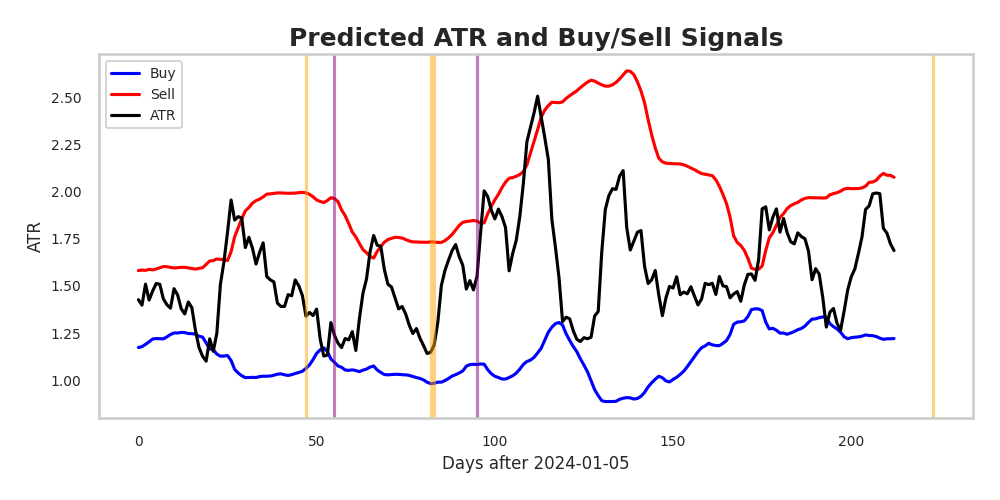 Predicted ATR and Buy/Sell Signals
Buy
Sell
ATR
2.50
2.25
2.00
1.75
1.50
1.25
1.00
ATR
0 50 100 150 200
Days after 2024-01-05